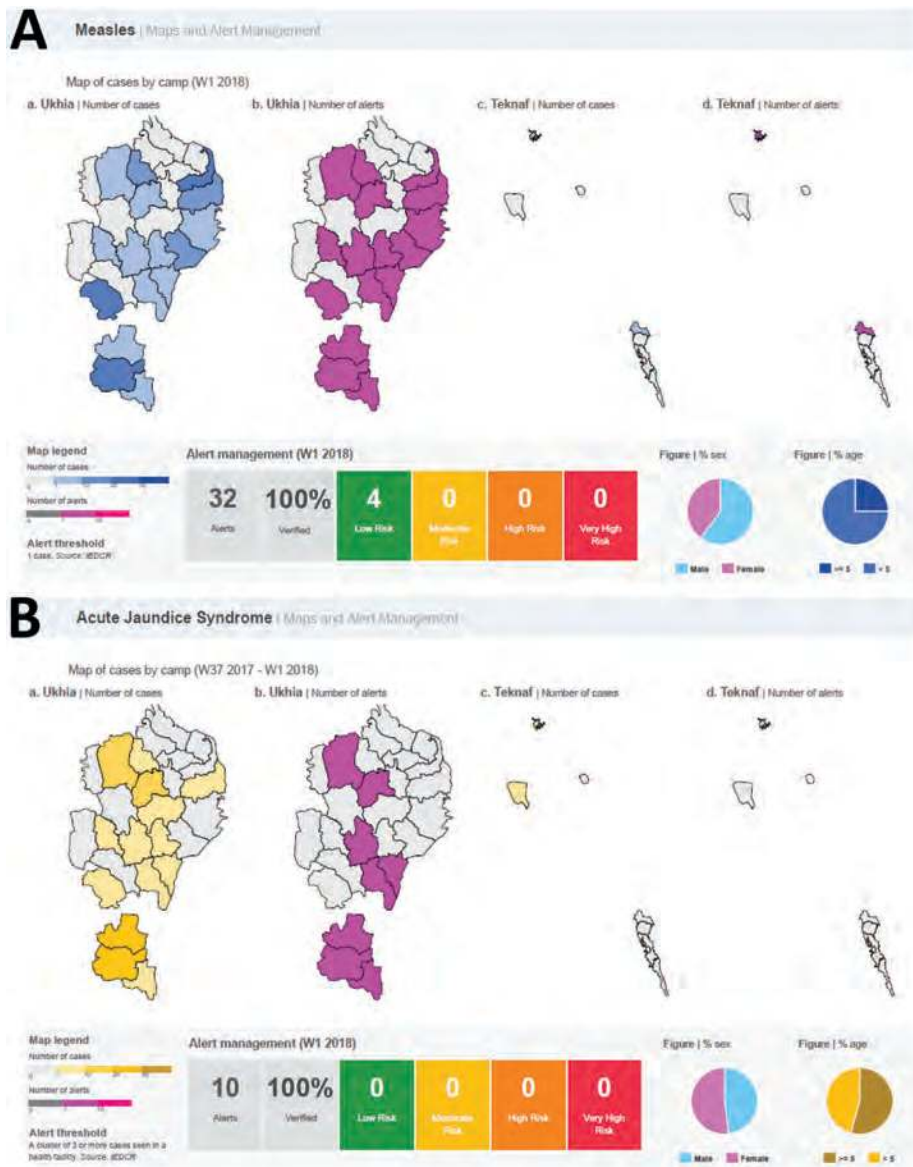 A
Measles | Maps and Alert Management
Map of cases by camp (W1 2018)
a. Ukhia | Number of cases
b. Ukhia | Number of alerts
c. Teknaf | Number of cases
d. Teknaf | Number of alerts
Map legend
Number of cases
Number of alerts
Alert threshold
1 case. Source: IEDCR
Alert management (W1 2018)
32
Alerts
100%
Verified
4
Low Risk
0
Moderate
Risk
0
High Risk
0
Very High
Risk
Figure | % sex
Male
Female
Figure | % age
>= 5
< 5
B
Acute Jaundice Syndrome | Maps and Alert Management
Map of cases by camp (W37 2017 - W1 2018)
a. Ukhia | Number of cases
b. Ukhia | Number of alerts
c. Teknaf | Number of cases
d. Teknaf | Number of alerts
Map legend
Number of cases
Number of alerts
Alert threshold
A cluster of 3 or more cases seen in a
health facility. Source: IEDCR
Alert management (W1 2018)
10
Alerts
100%
Verified
0
Low Risk
0
Moderate
Risk
0
High Risk
0
Very High
Risk
Figure | % sex
Male
Female
Figure | % age
>= 5
< 5